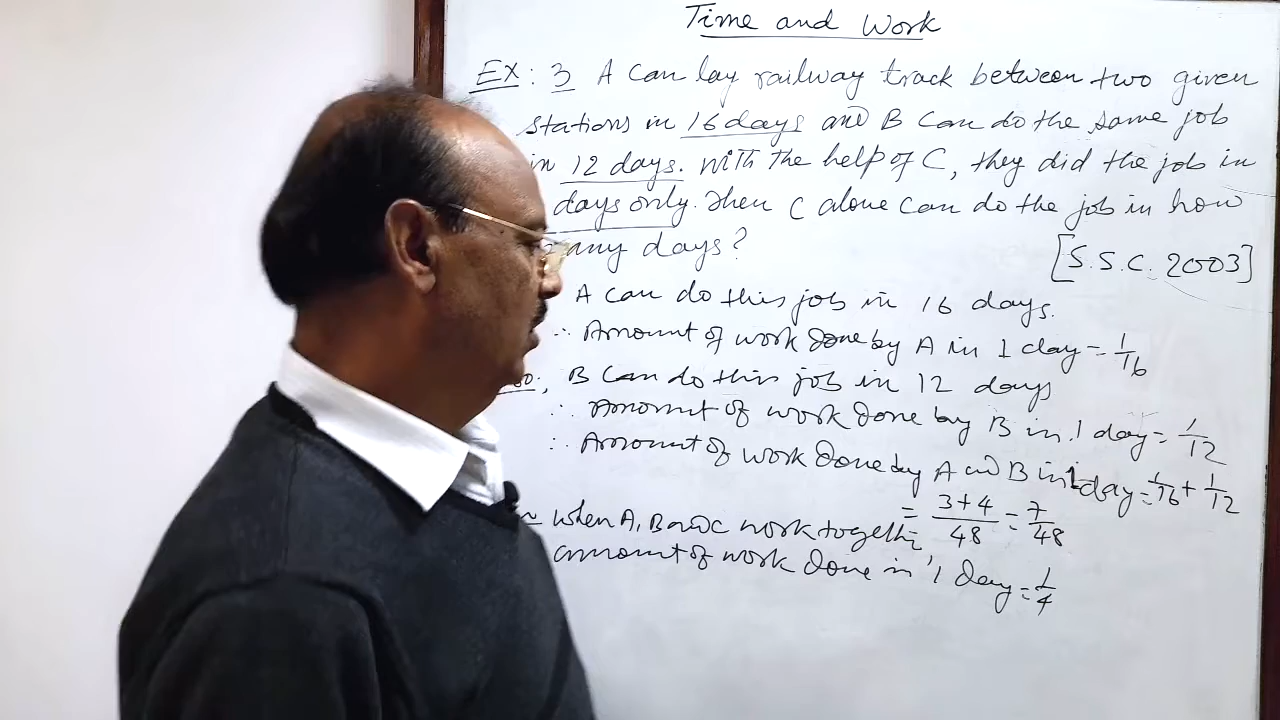 Time and Work
EX: 3 A can lay railway track between two given
stations in 16 days and B can do the same job
in 12 days. With the help of C, they did the job in
days only. Then C alone can do the job in how
any days?
[S.S.C. 2003]
A can do this job in 16 days.
∴ Amount of work done by A in 1 day = 1/16
so, B can do this job in 12 days
∴ Amount of work done by B in 1 day = 1/12
∴ Amount of work done by A and B in 1 day = 1/16 + 1/12
= 3+4/48 = 7/48
when A, B and C work together,
amount of work done in 1 day = 1/4